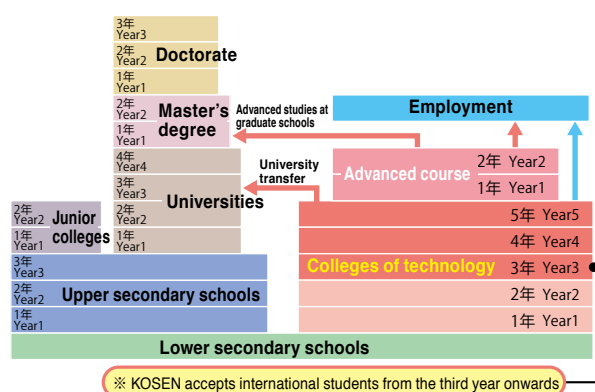 3年
Year3
2年
Year2
Doctorate
1年
Year1
2年
Year2
Master's
degree
1年
Year1
Advanced studies at
graduate schools
Employment
4年
Year4
3年
Year3
2年
Year2
Universities
1年
Year1
University
transfer
Advanced course
2年 Year2
1年 Year1
2年
Year2
Junior
colleges
1年
Year1
5年 Year5
4年 Year4
Colleges of technology
3年 Year3
2年 Year2
1年 Year1
3年
Year3
2年
Year2
Upper secondary schools
1年
Year1
Lower secondary schools
※ KOSEN accepts international students from the third year onwards